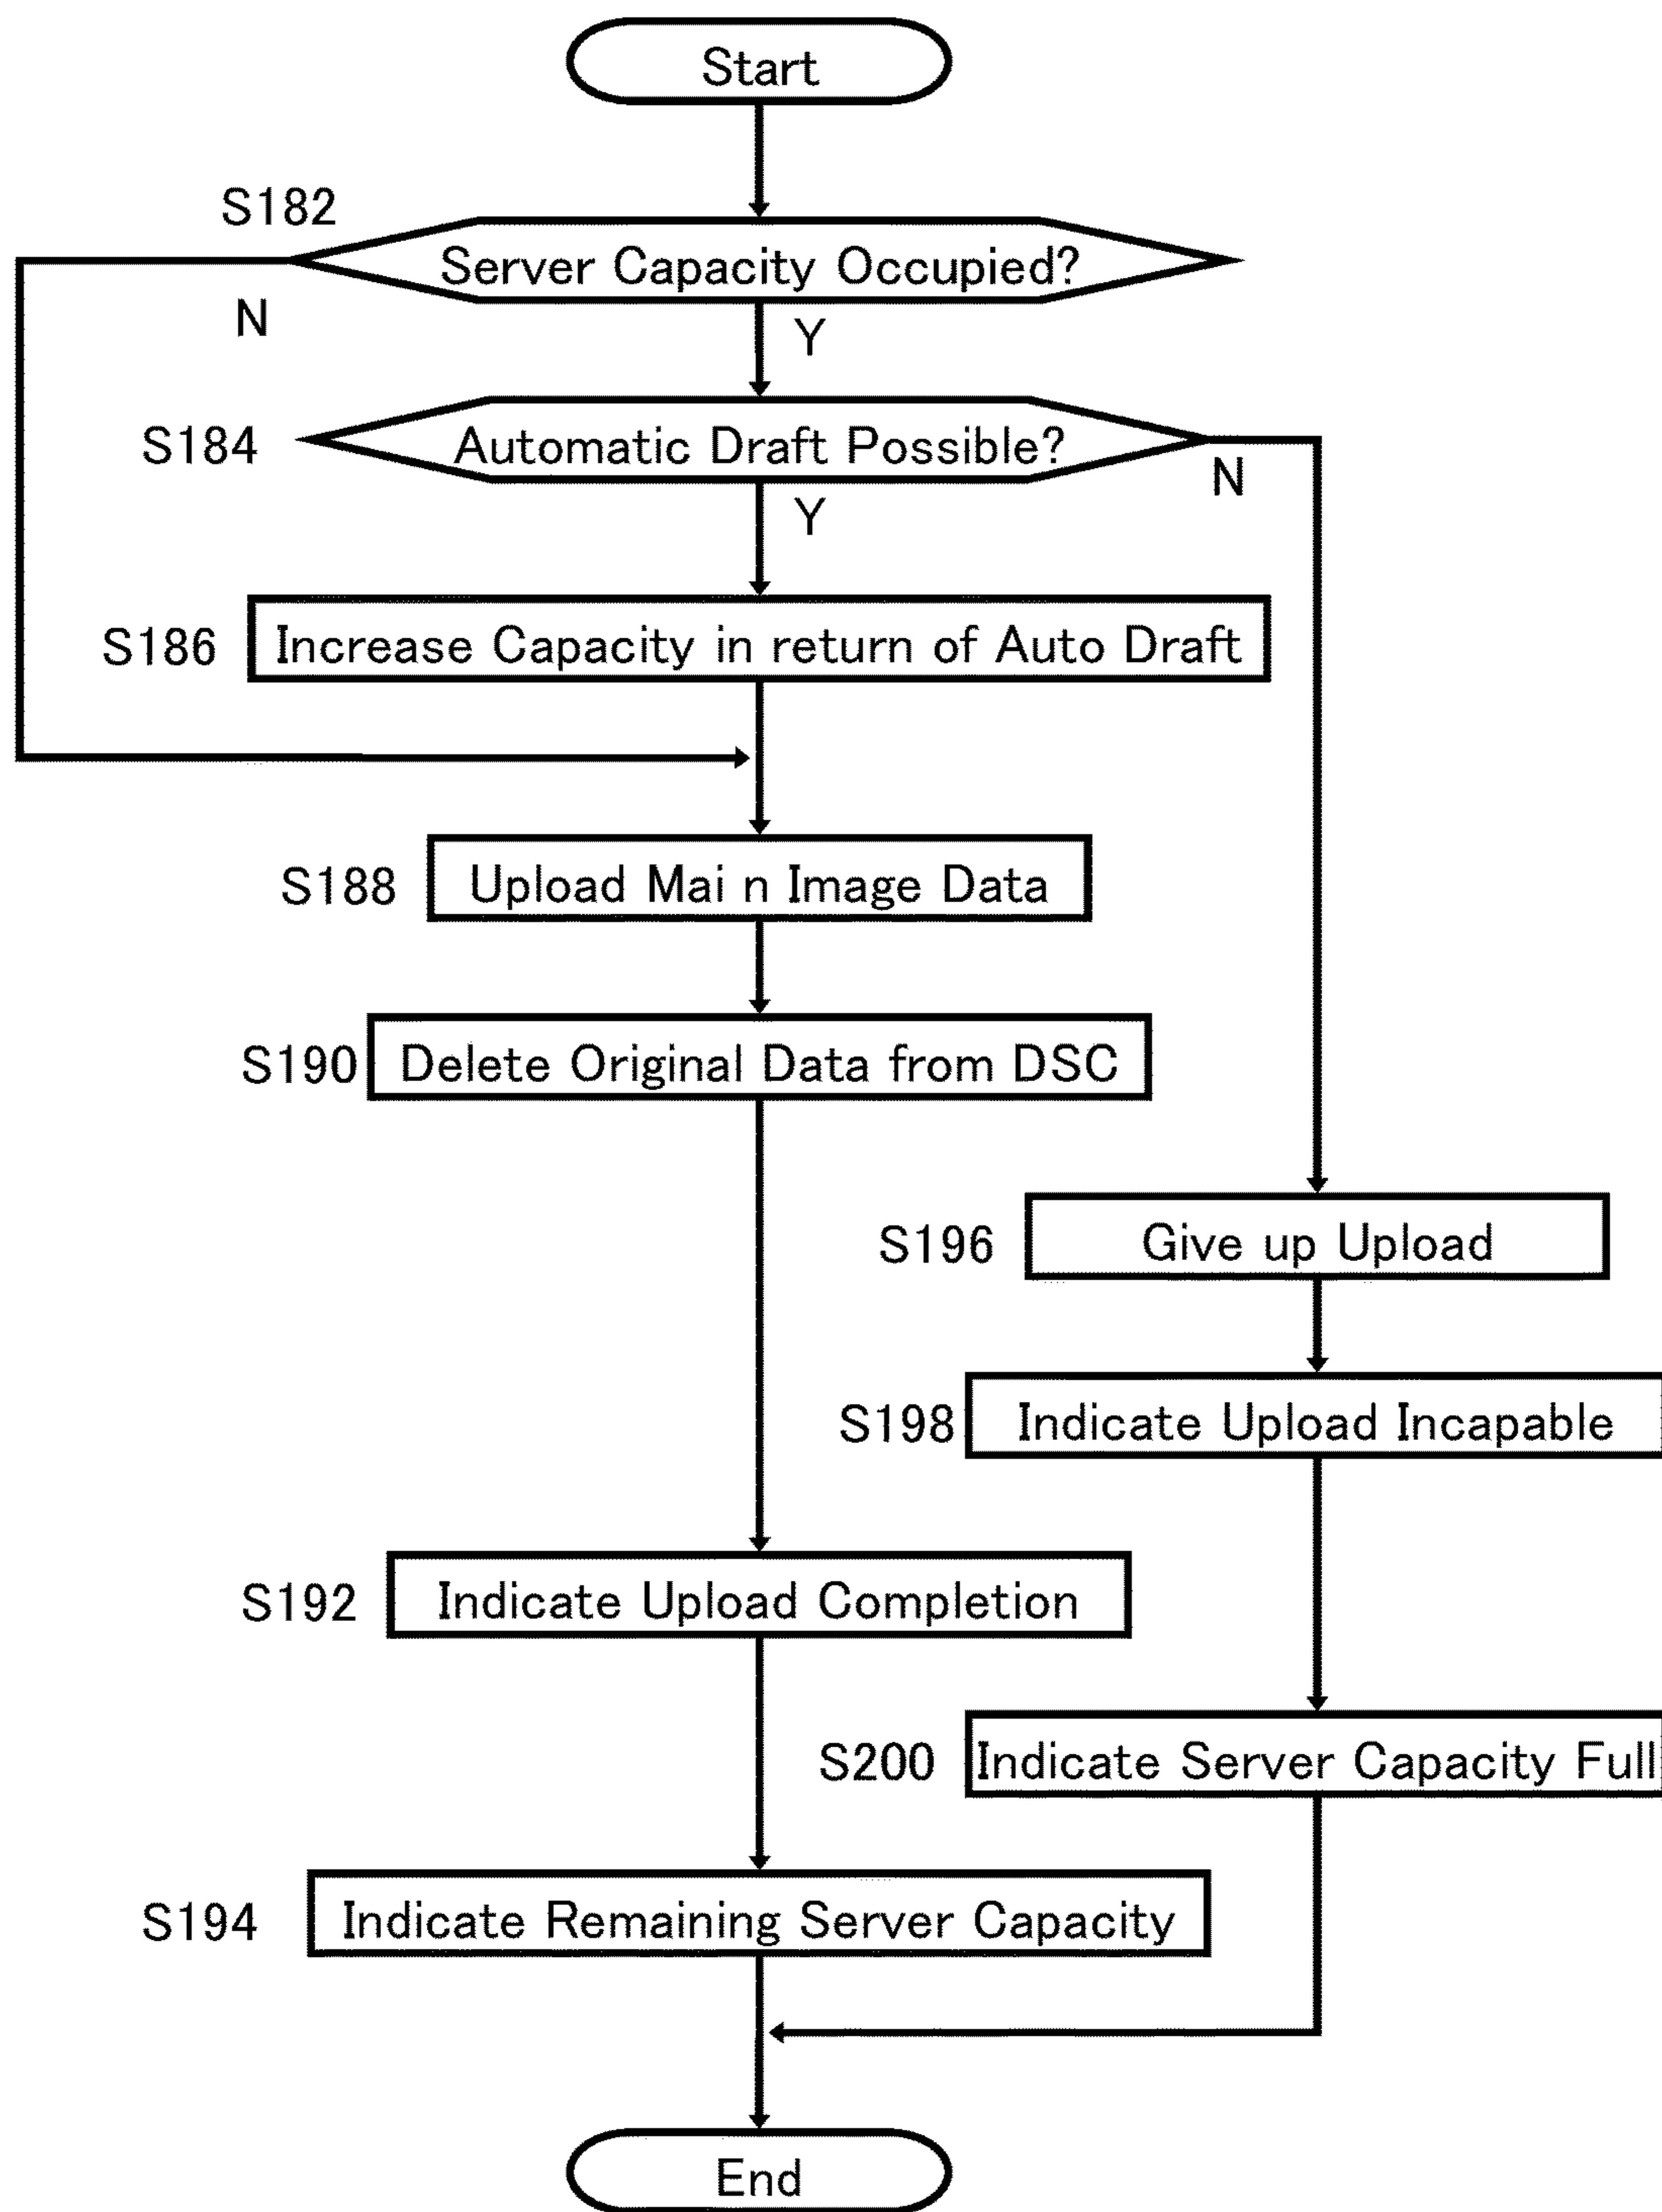 Start
S182
Server Capacity Occupied?
N
Y
S184
Automatic Draft Possible?
N
Y
S186
Increase Capacity in return of Auto Draft
S188
Upload Mai n Image Data
S190
Delete Original Data from DSC
S196
Give up Upload
S198
Indicate Upload Incapable
S192
Indicate Upload Completion
S200
Indicate Server Capacity Full
S194
Indicate Remaining Server Capacity
End